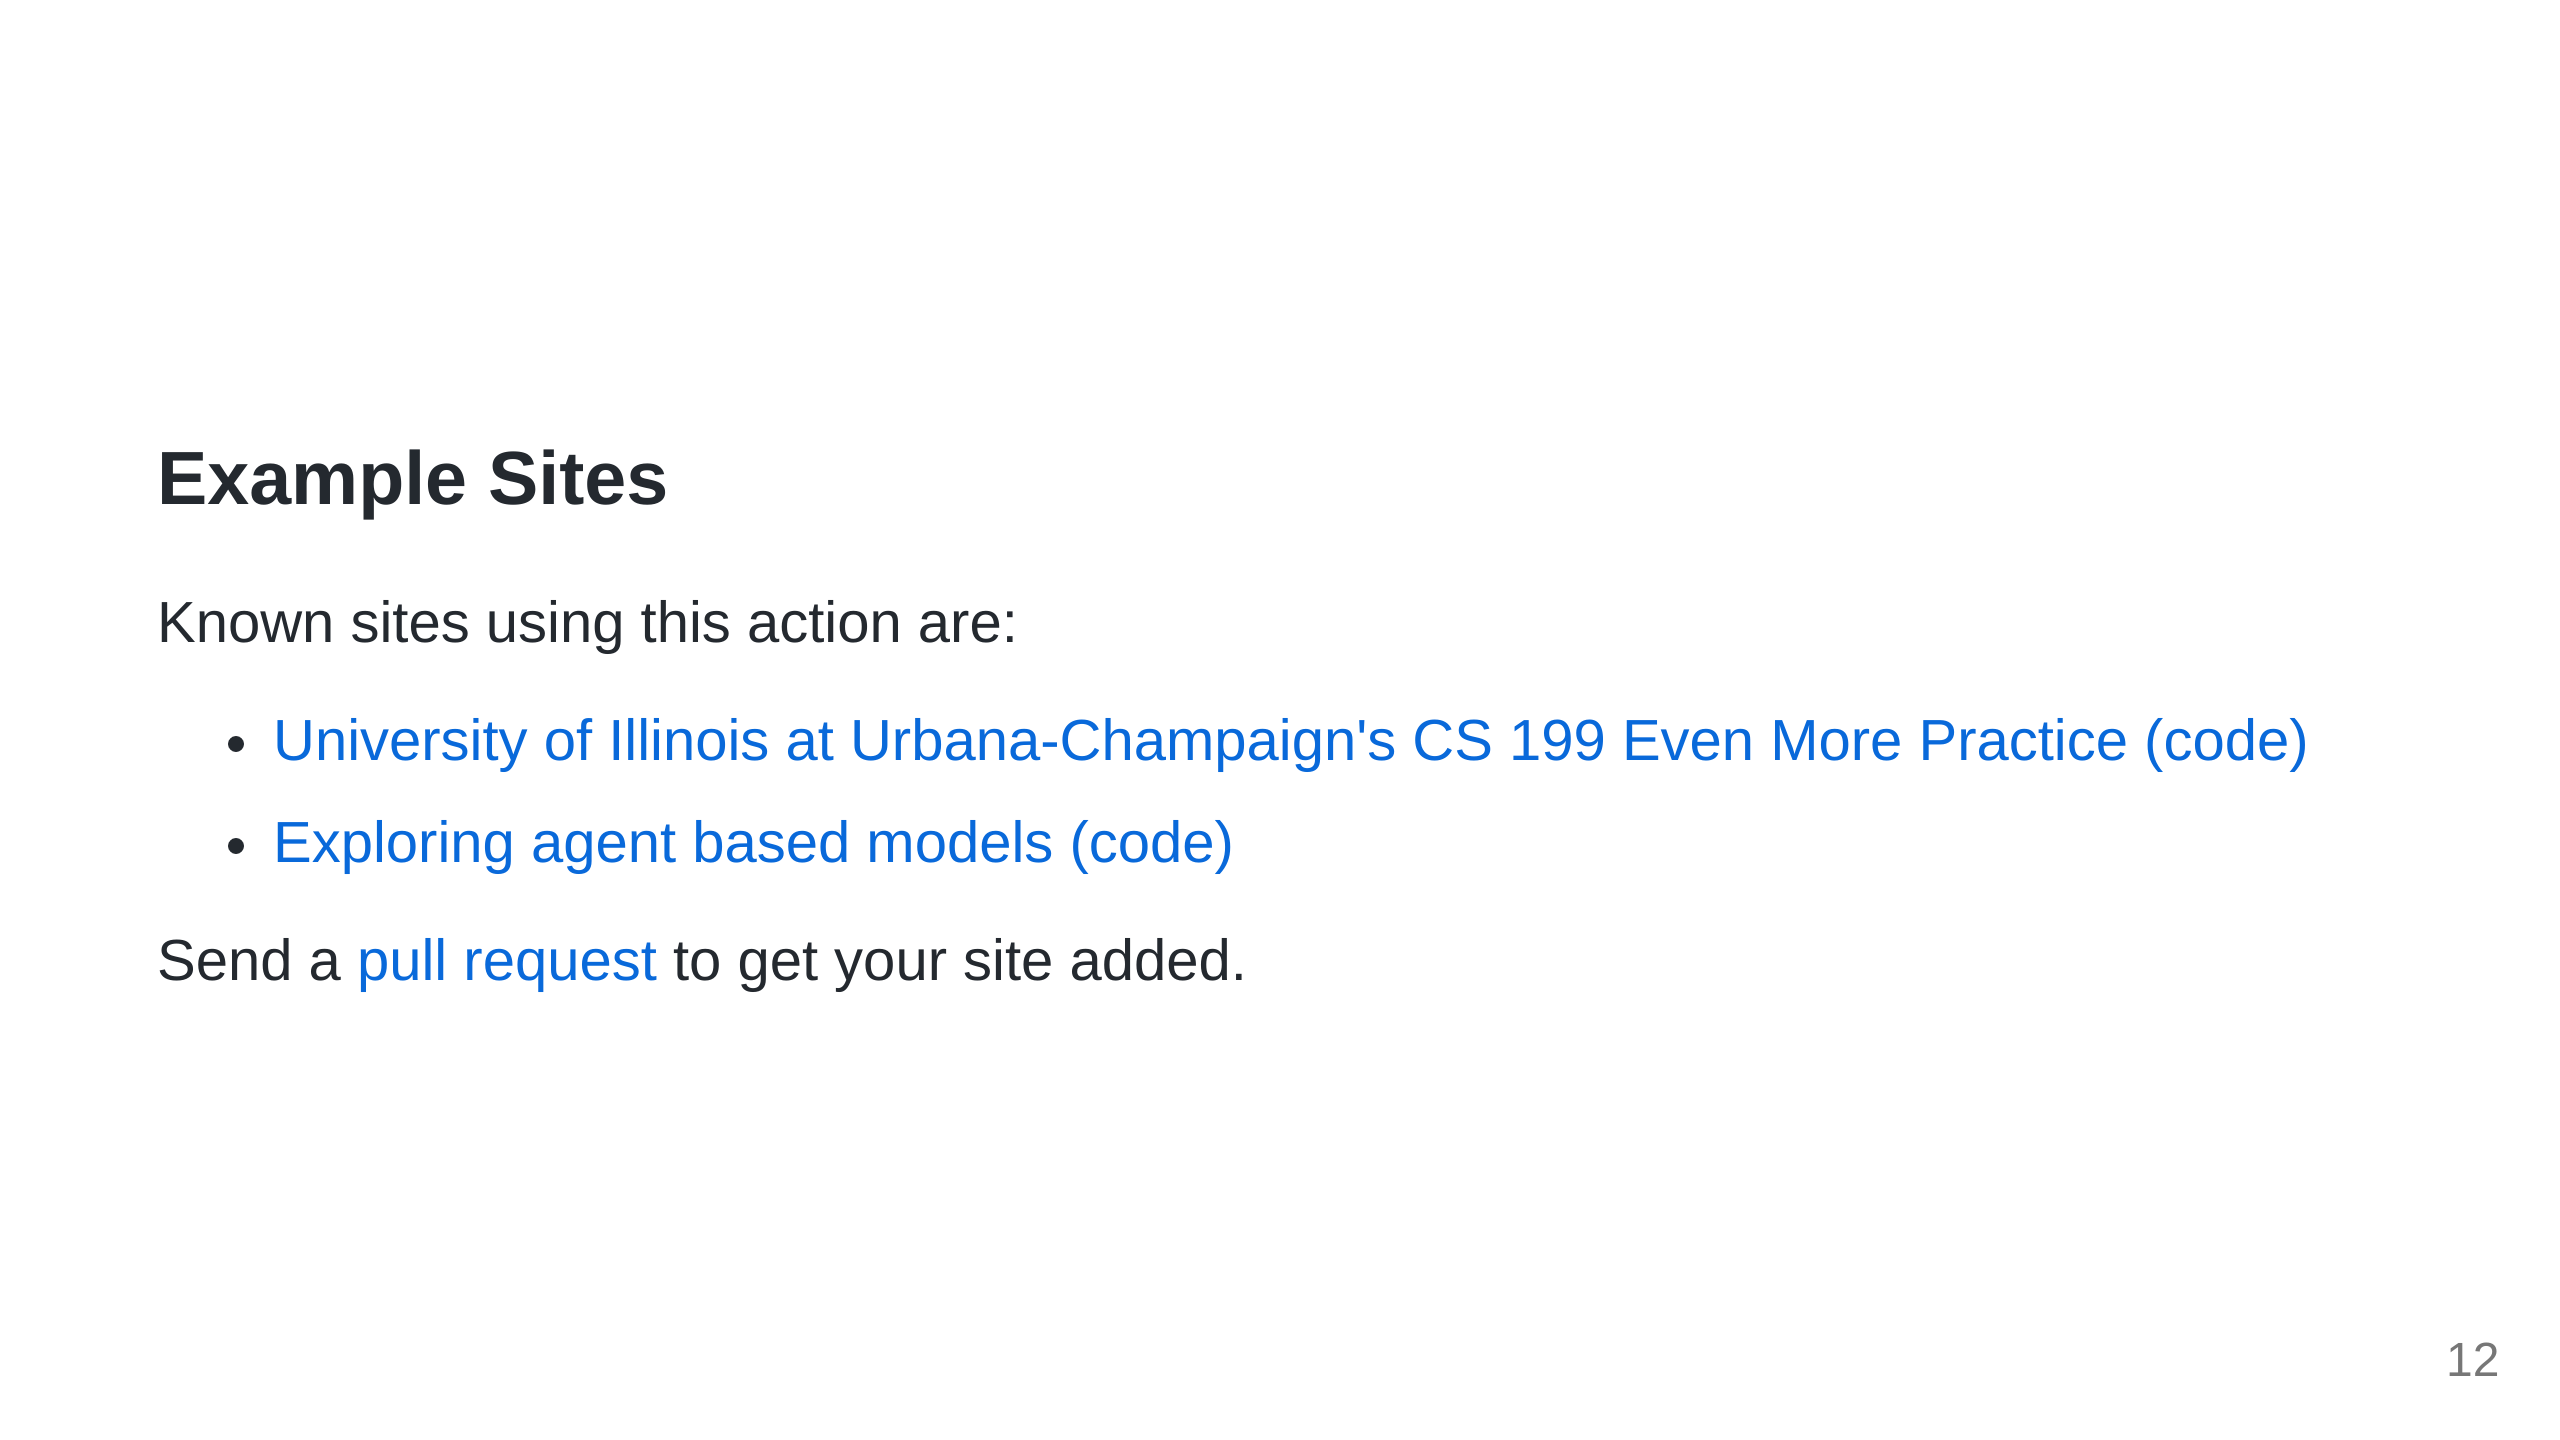 Example Sites
Known sites using this action are:
• University of Illinois at Urbana-Champaign's CS 199 Even More Practice (code)
• Exploring agent based models (code)
Send a pull request to get your site added.
12